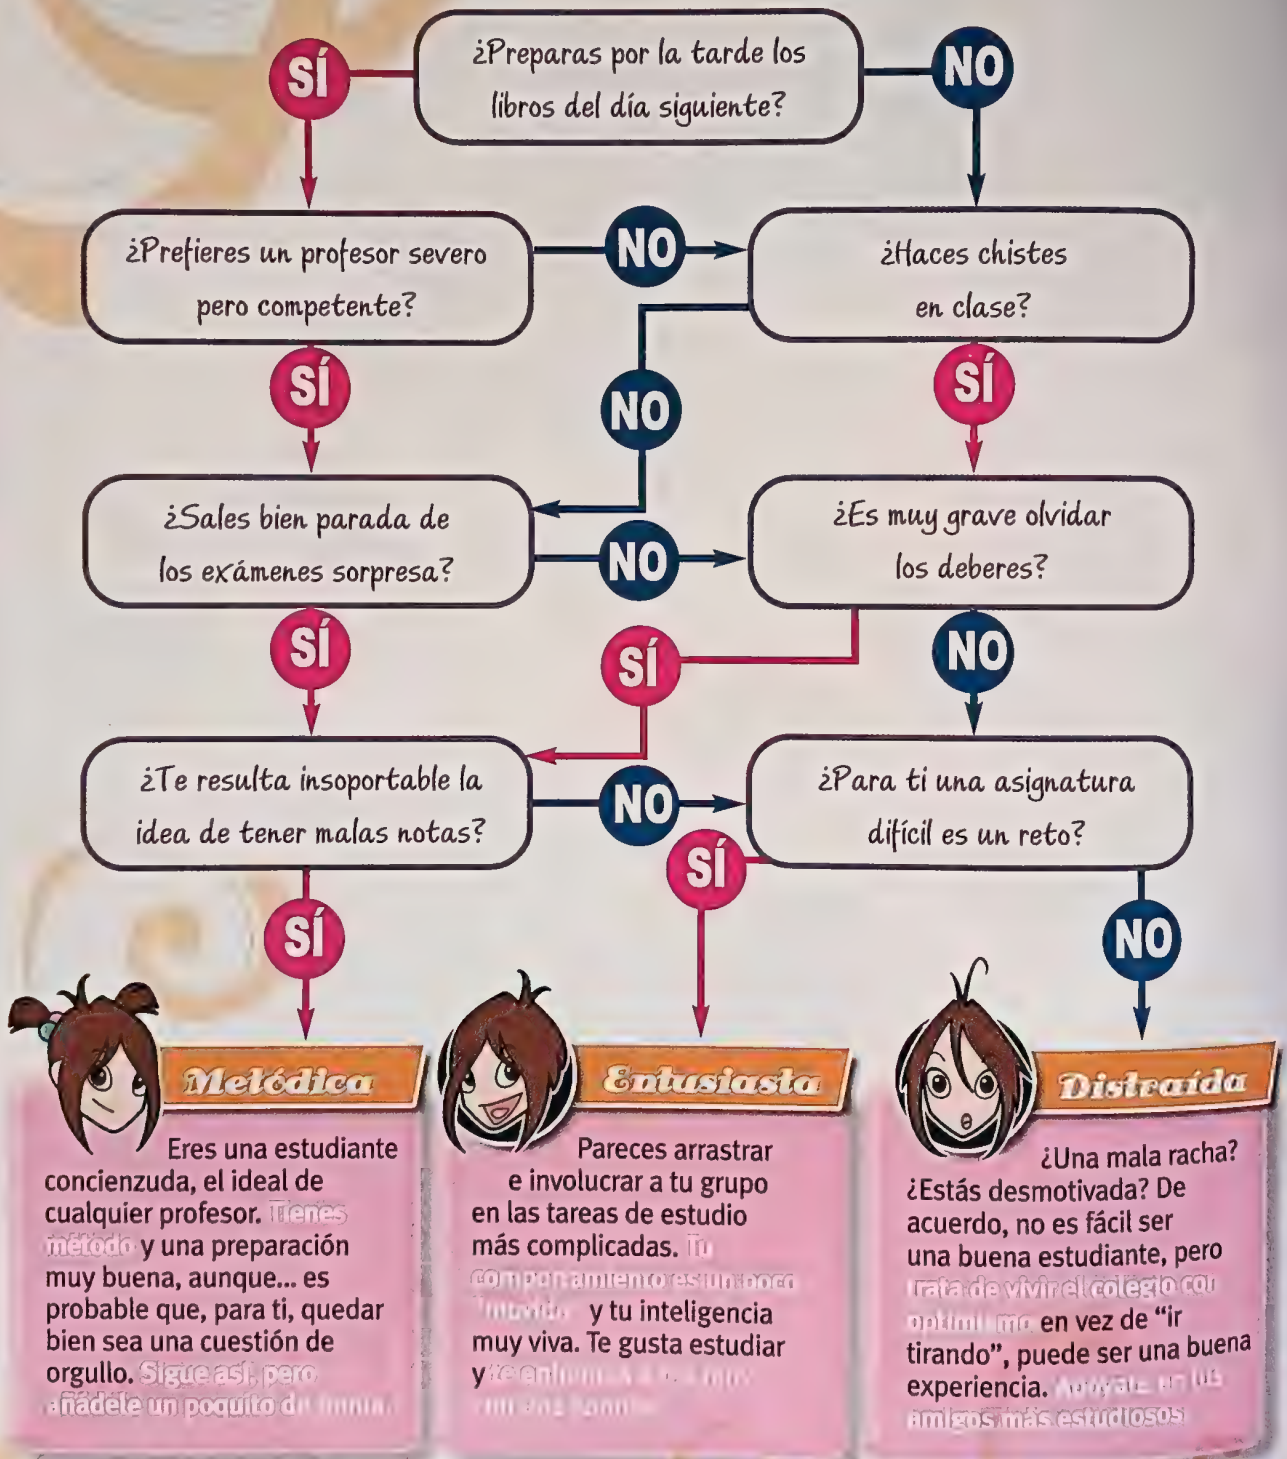 ¿Preparas por la tarde los
libros del día siguiente?
SÍ
NO
¿Prefieres un profesor severo
pero competente?
NO
¿Haces chistes
en clase?
SÍ
NO
SÍ
¿Sales bien parada de
los exámenes sorpresa?
NO
¿Es muy grave olvidar
los deberes?
SÍ
SÍ
NO
¿Te resulta insoportable la
idea de tener malas notas?
NO
¿Para ti una asignatura
difícil es un reto?
SÍ
SÍ
NO
Metódica
Eres una estudiante
concienzuda, el ideal de
cualquier profesor. Tienes
método y una preparación
muy buena, aunque... es
probable que, para ti, quedar
bien sea una cuestión de
orgullo. Sigue así, pero
añádele un poquito de
Entusiasta
Pareces arrastrar
e involucrar a tu grupo
en las tareas de estudio
más complicadas. Tu
comportamiento es un poco
y tu inteligencia
muy viva. Te gusta estudiar
y
Distraída
¿Una mala racha?
¿Estás desmotivada? De
acuerdo, no es fácil ser
una buena estudiante, pero
trata de vivir el colegio con
optimismo en vez de “ir
tirando”, puede ser una buena
experiencia.
amigos más estudiosos